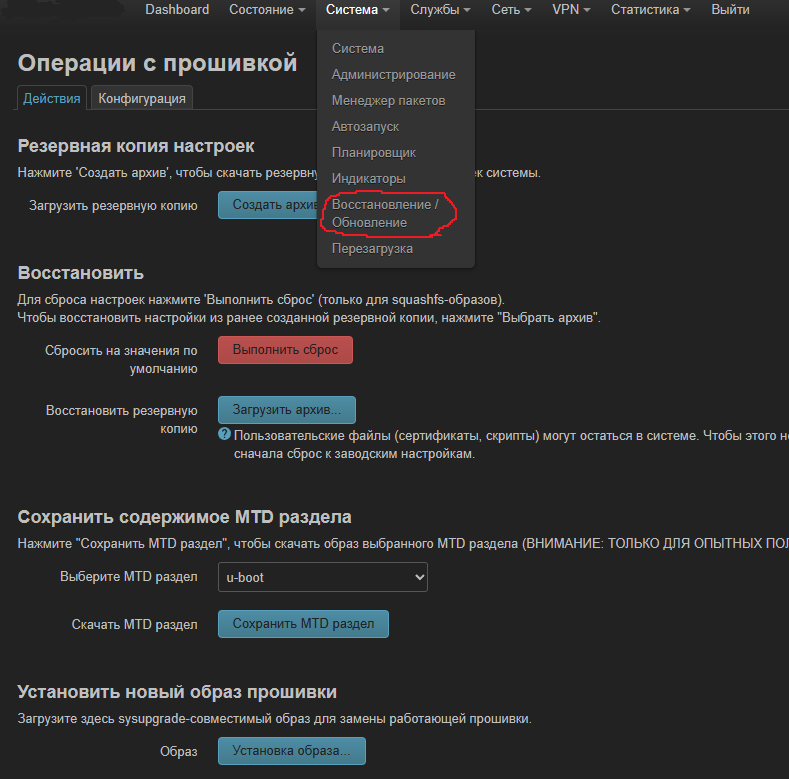 Dashboard Состояние Система Службы Сеть VPN Статистика Выйти
Система
Администрирование
Менеджер пакетов
Автозапуск
Планировщик
Индикаторы
Восстановление /
Обновление
Перезагрузка
Операции с прошивкой
Действия Конфигурация
Резервная копия настроек
Нажмите 'Создать архив', чтобы скачать резервн ек системы.
Загрузить резервную копию Создать архив
Восстановить
Для сброса настроек нажмите 'Выполнить сброс' (только для squashfs-образов).
Чтобы восстановить настройки из ранее созданной резервной копии, нажмите "Выбрать архив".
Сбросить на значения по
умолчанию
Выполнить сброс
Восстановить резервную
копию
Загрузить архив...
? Пользовательские файлы (сертификаты, скрипты) могут остаться в системе. Чтобы этого н
сначала сброс к заводским настройкам.
Сохранить содержимое MTD раздела
Нажмите "Сохранить MTD раздел", чтобы скачать образ выбранного MTD раздела (ВНИМАНИЕ: ТОЛЬКО ДЛЯ ОПЫТНЫХ ПОЛ
Выберите MTD раздел u-boot
Скачать MTD раздел Сохранить MTD раздел
Установить новый образ прошивки
Загрузите здесь sysupgrade-совместимый образ для замены работающей прошивки.
Образ Установка образа...